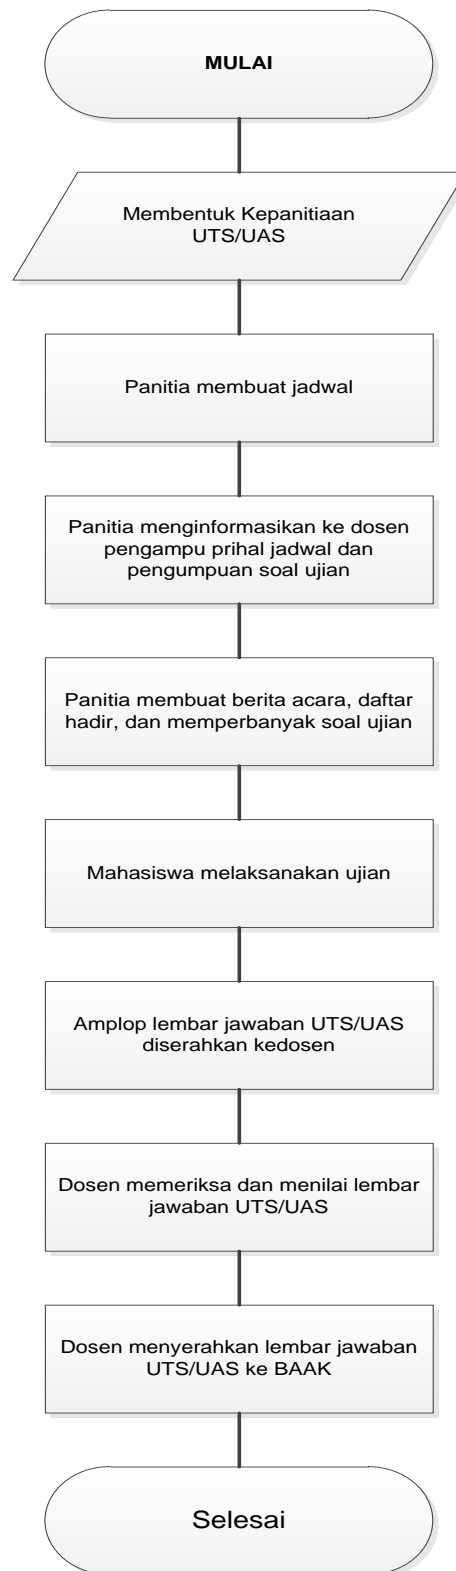 MULAI
Membentuk Kepanitiaan
UTS/UAS
Panitia membuat jadwal
Panitia menginformasikan ke dosen
pengampu prihal jadwal dan
pengumpuan soal ujian
Panitia membuat berita acara, daftar
hadir, dan memperbanyak soal ujian
Mahasiswa melaksanakan ujian
Amplop lembar jawaban UTS/UAS
diserahkan kedosen
Dosen memeriksa dan menilai lembar
jawaban UTS/UAS
Dosen menyerahkan lembar jawaban
UTS/UAS ke BAAK
Selesai